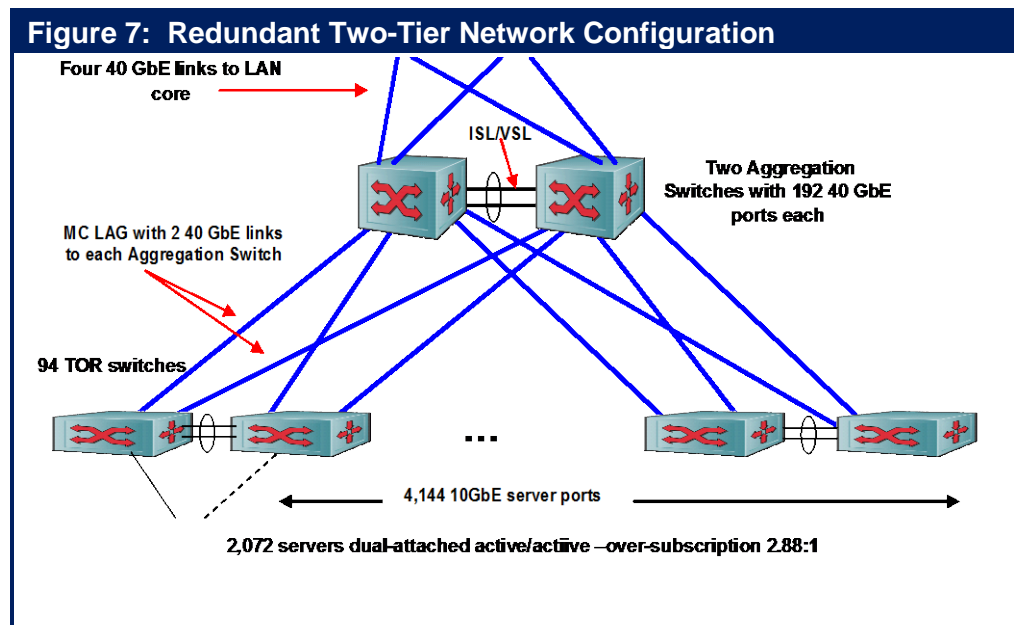 Figure 7: Redundant Two-Tier Network Configuration
Four 40 GbE links to LAN
core
ISL/VSL
Two Aggregation
Switches with 192 40 GbE
ports each
MC LAG with 2 40 GbE links
to each Aggregation Switch
94 TOR switches
...
4,144 10GbE server ports
2,072 servers dual-attached active/actiive –over-subscription 2.88:1